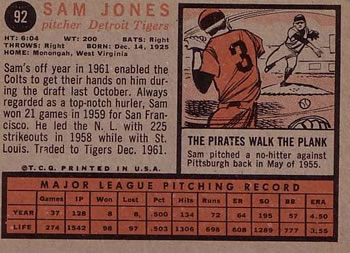 92
SAM JONES
pitcher Detroit Tigers
HT: 6:04 WT: 200 BATS: Right
THROWS: Right BORN: Dec. 14, 1925
HOME: Monongah, West Virginia
Sam's off year in 1961 enabled the
Colts to get their hands on him during
the draft last October. Always
regarded as a top-notch hurler, Sam
won 21 games in 1959 for San Fran-
cisco. He led the N. L. with 225
strikeouts in 1958 while with St.
Louis. Traded to Tigers Dec. 1961.
©T.C.G. PRINTED IN U.S.A.
3
THE PIRATES WALK THE PLANK
Sam pitched a no-hitter against
Pittsburgh back in May of 1955.
MAJOR LEAGUE PITCHING RECORD
G IP Won Lost Pct. Hits Runs ER SO BB ERA
YEAR 37 128 8 8 .500 134 72 64 105 57 4.50
LIFE 274 1542 98 97 .503 1289 693 608 1289 777 3.55